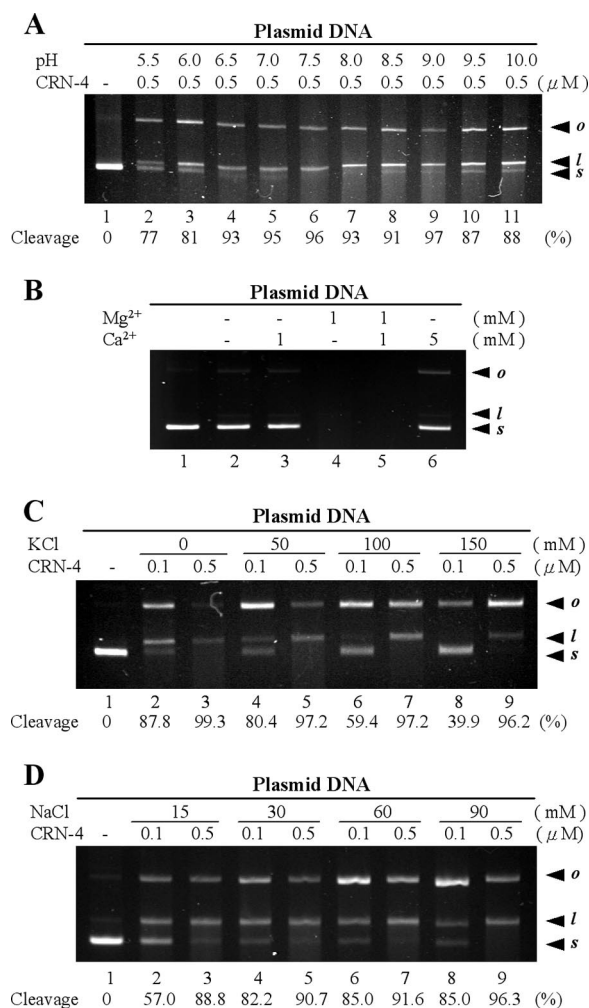 A
Plasmid DNA
pH 5.5 6.0 6.5 7.0 7.5 8.0 8.5 9.0 9.5 10.0
CRN-4 - 0.5 0.5 0.5 0.5 0.5 0.5 0.5 0.5 0.5 0.5 (μM)
o
l
s
1 2 3 4 5 6 7 8 9 10 11
Cleavage 0 77 81 93 95 96 93 91 97 87 88 (%)
B
Plasmid DNA
Mg²⁺ - - 1 1 - (mM)
Ca²⁺ - 1 - 1 5 (mM)
o
l
s
1 2 3 4 5 6
C
Plasmid DNA
KCl 0 50 100 150 (mM)
CRN-4 - 0.1 0.5 0.1 0.5 0.1 0.5 0.1 0.5 (μM)
o
l
s
1 2 3 4 5 6 7 8 9
Cleavage 0 87.8 99.3 80.4 97.2 59.4 97.2 39.9 96.2 (%)
D
Plasmid DNA
NaCl 15 30 60 90 (mM)
CRN-4 - 0.1 0.5 0.1 0.5 0.1 0.5 0.1 0.5 (μM)
o
l
s
1 2 3 4 5 6 7 8 9
Cleavage 0 57.0 88.8 82.2 90.7 85.0 91.6 85.0 96.3 (%)